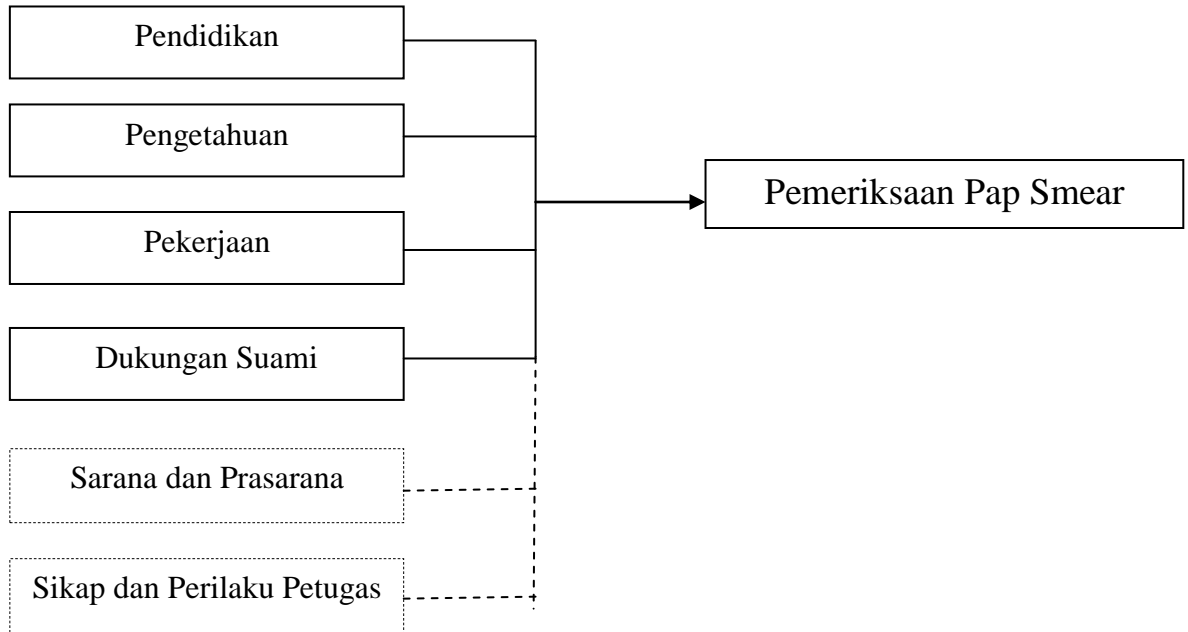 Pendidikan
Pengetahuan
Pemeriksaan Pap Smear
Pekerjaan
Dukungan Suami
Sarana dan Prasarana
Sikap dan Perilaku Petugas